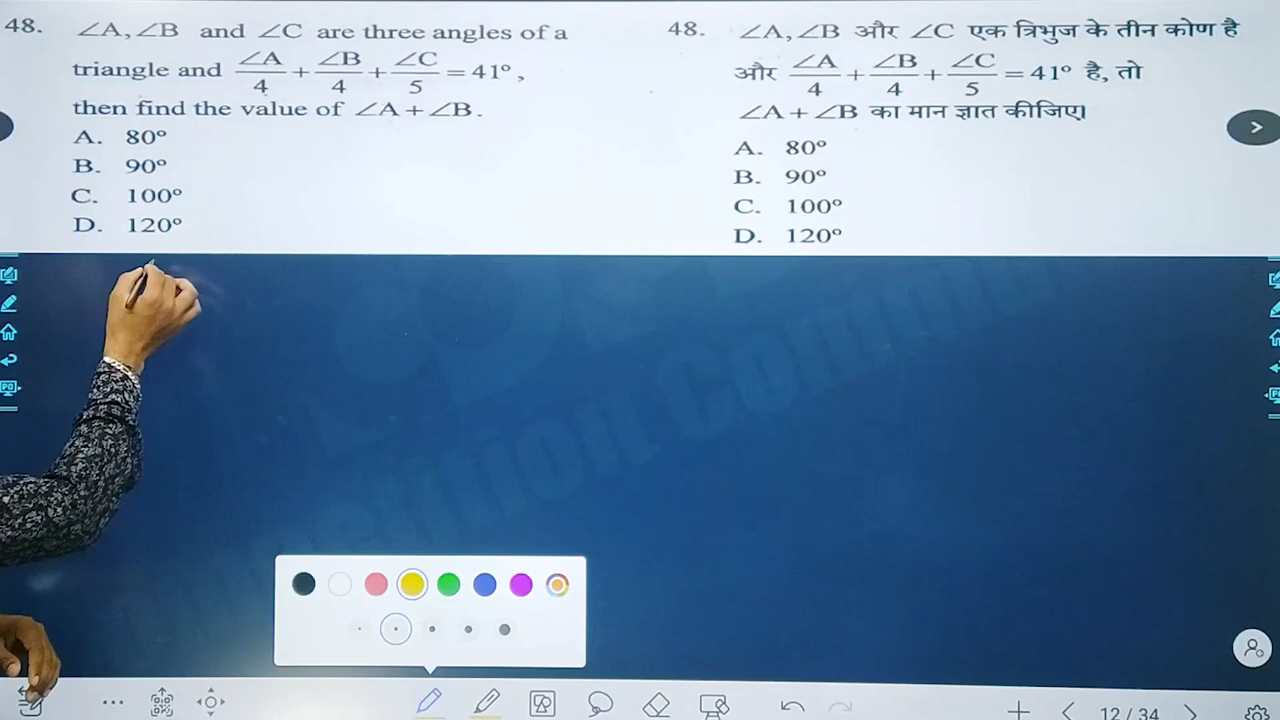 48. ∠A, ∠B and ∠C are three angles of a
triangle and ∠A/4 + ∠B/4 + ∠C/5 = 41°,
then find the value of ∠A + ∠B.
A. 80°
B. 90°
C. 100°
D. 120°
48. ∠A, ∠B और ∠C एक त्रिभुज के तीन कोण है
और ∠A/4 + ∠B/4 + ∠C/5 = 41° है, तो
∠A + ∠B का मान ज्ञात कीजिए।
A. 80°
B. 90°
C. 100°
D. 120°
12 / 34